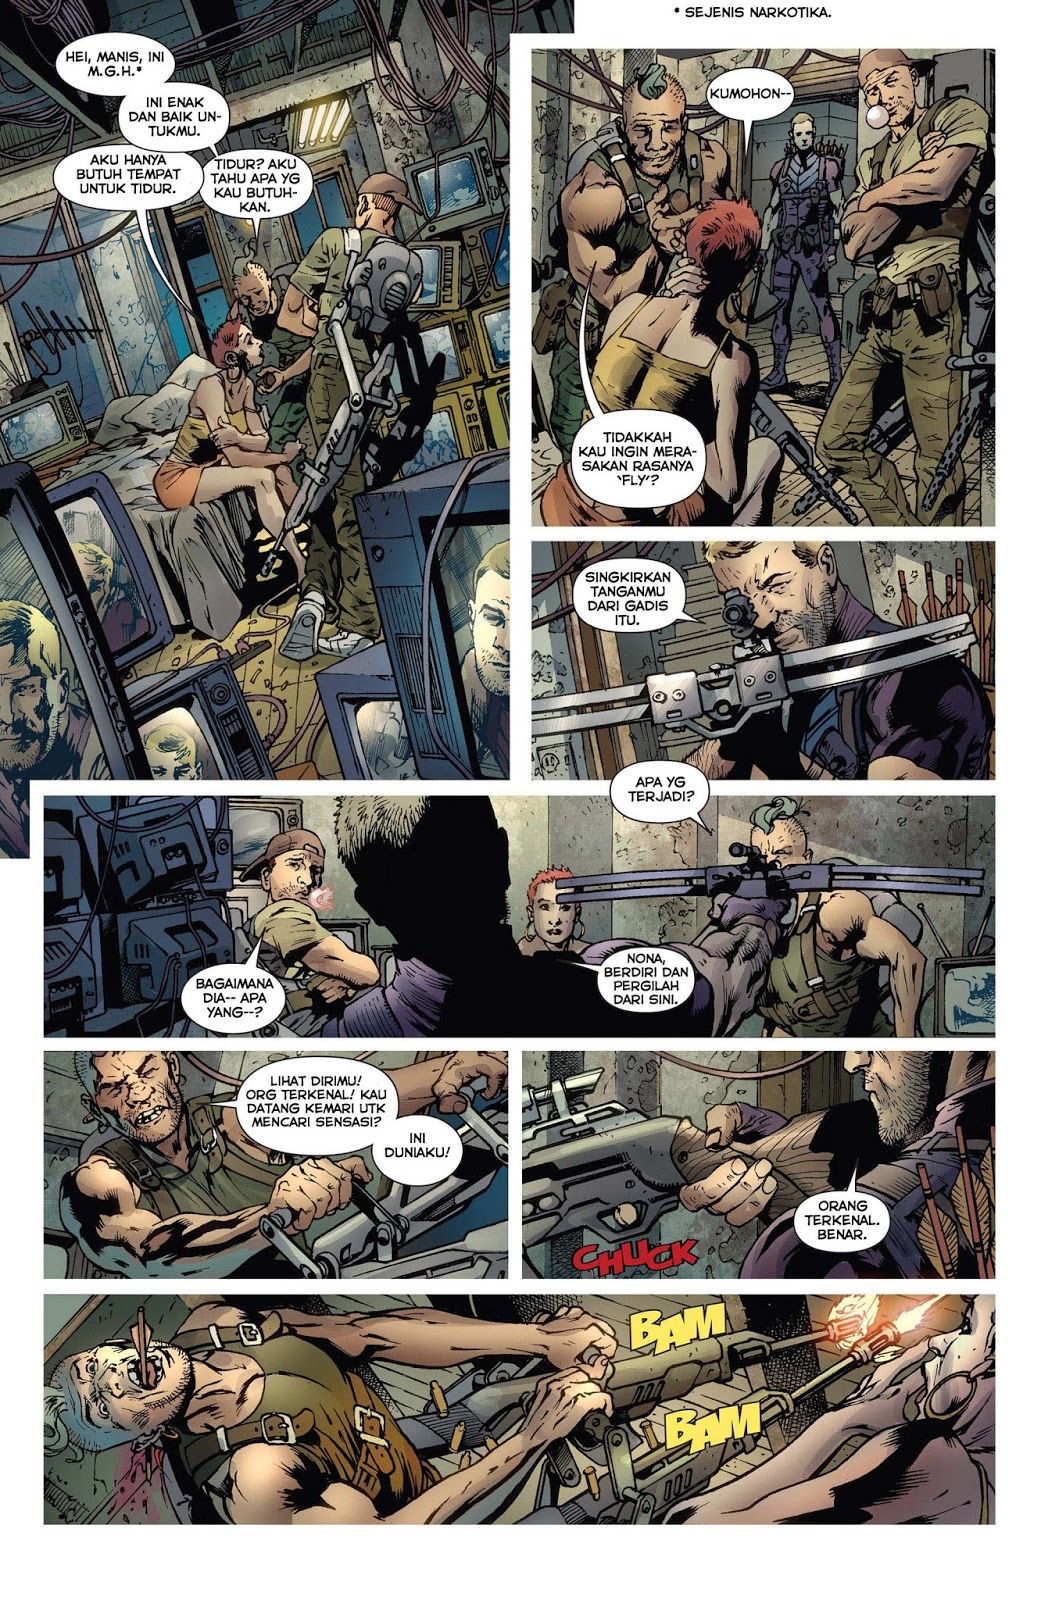 * SEJENIS NARKOTIKA.
HEI, MANIS, INI
M.G.H.*
INI ENAK
DAN BAIK UN-
TUKMU.
AKU HANYA
BUTUH TEMPAT
UNTUK TIDUR.
TIDUR? AKU
TAHU APA YG
KAU BUTUH-
KAN.
KUMOHON--
TIDAKKAH
KAU INGIN MERA-
SAKAN RASANYA
'FLY'?
SINGKIRKAN
TANGANMU
DARI GADIS
ITU.
APA YG
TERJADI?
BAGAIMANA
DIA-- APA
YANG--?
NONA,
BERDIRI DAN
PERGILAH
DARI SINI.
LIHAT DIRIMU!
ORG TERKENAL! KAU
DATANG KEMARI UTK
MENCARI SENSASI?
INI
DUNIAKU!
CHUCK
ORANG
TERKENAL.
BENAR.
BAM
BAM